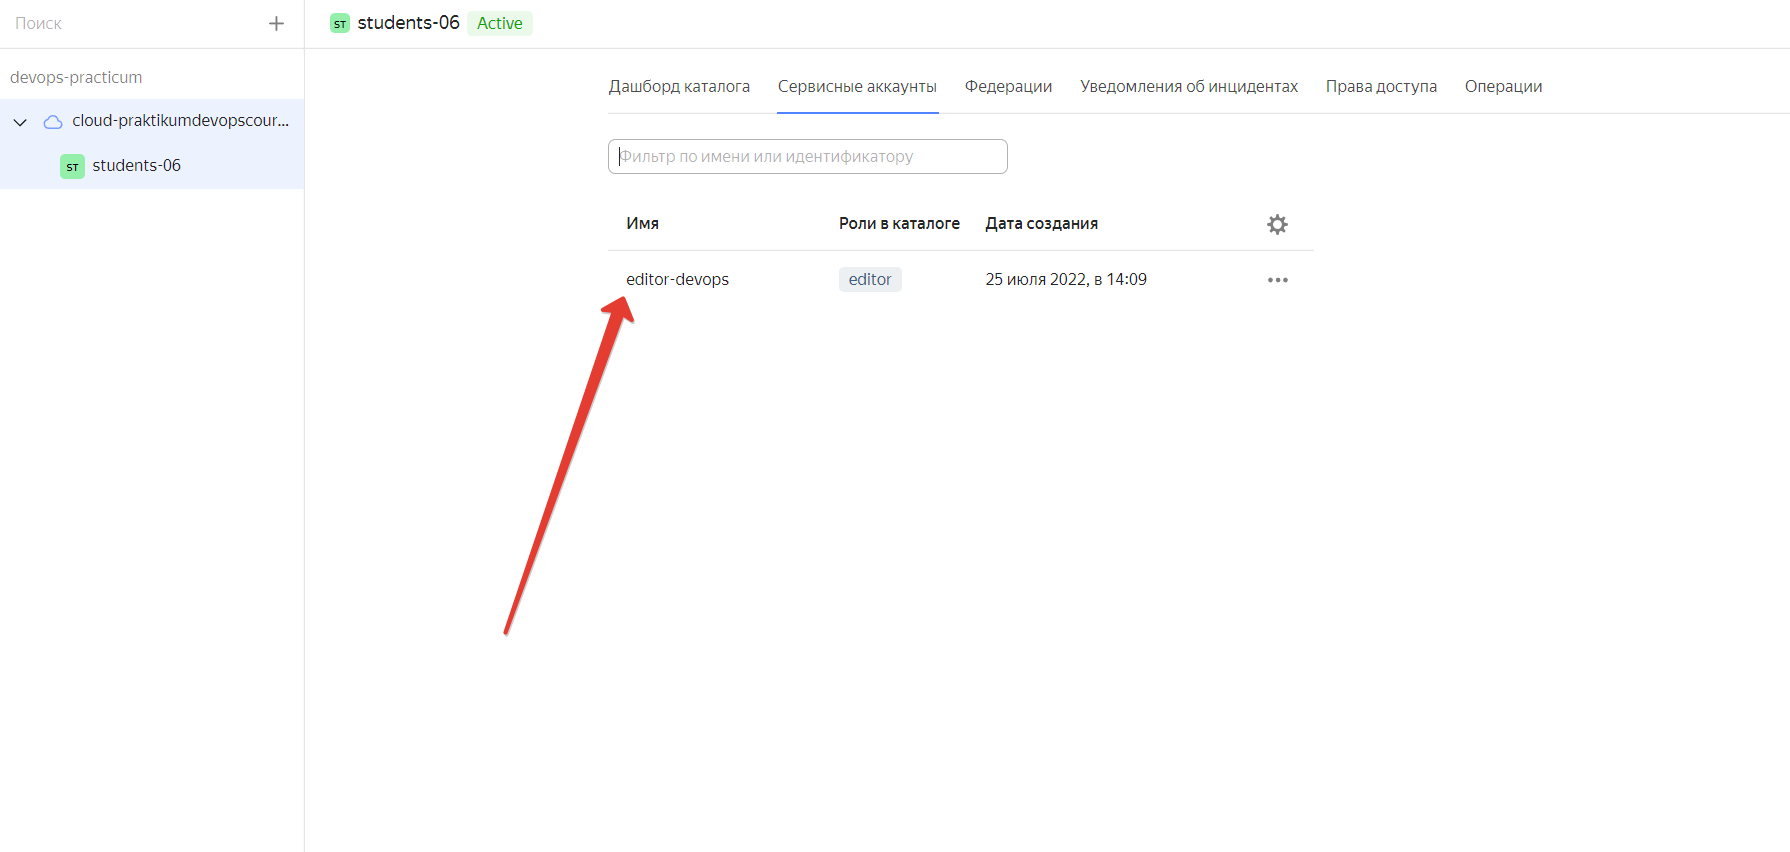 Поиск
devops-practicum
cloud-praktikumdevopscour...
ST students-06
ST students-06 Active
Дашборд каталога Сервисные аккаунты Федерации Уведомления об инцидентах Права доступа Операции
Фильтр по имени или идентификатору
Имя Роли в каталоге Дата создания
editor-devops editor 25 июля 2022, в 14:09